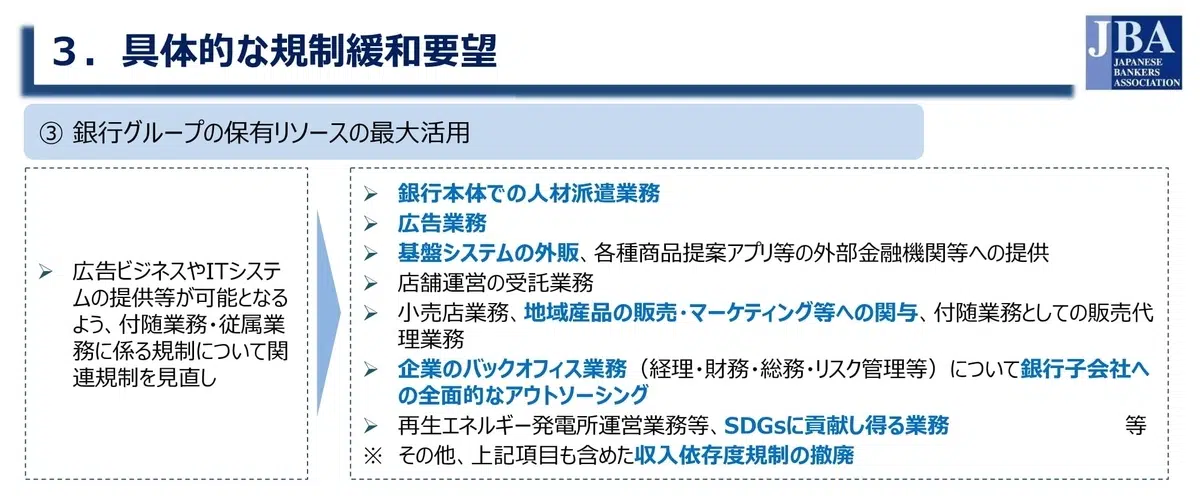 3．具体的な規制緩和要望
JBA
JAPANESE
BANKERS
ASSOCIATION
③ 銀行グループの保有リソースの最大活用
➢ 広告ビジネスやITシステ
ムの提供等が可能となる
よう、付随業務・従属業
務に係る規制について関
連規制を見直し
➢ 銀行本体での人材派遣業務
➢ 広告業務
➢ 基盤システムの外販、各種商品提案アプリ等の外部金融機関等への提供
➢ 店舗運営の受託業務
➢ 小売店業務、地域産品の販売・マーケティング等への関与、付随業務としての販売代
理業務
➢ 企業のバックオフィス業務（経理・財務・総務・リスク管理等）について銀行子会社へ
の全面的なアウトソーシング
➢ 再生エネルギー発電所運営業務等、SDGsに貢献し得る業務 等
※ その他、上記項目も含めた収入依存度規制の撤廃